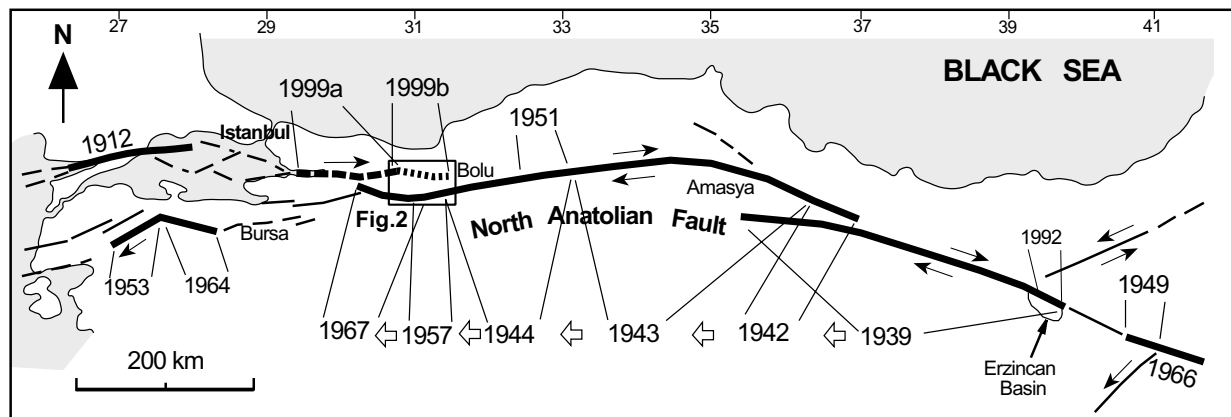 27 29 31 33 35 37 39 41
N
BLACK SEA
1999a 1999b
1951
1912
Istanbul
Bolu
Amasya
Fig.2
North Anatolian Fault
Bursa
1992
1953 1964
1949
1967 1957 1944 1943 1942 1939
200 km
Erzincan
Basin
1966